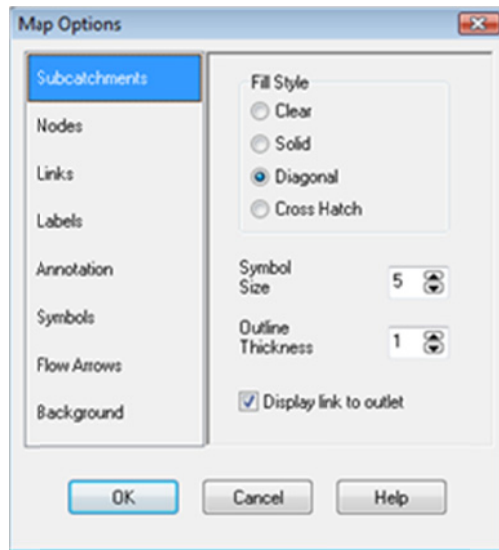 Map Options
Subcatchments
Nodes
Links
Labels
Annotation
Symbols
Flow Arrows
Background
Fill Style
Clear
Solid
Diagonal
Cross Hatch
Symbol
Size
5
Outline
Thickness
1
Display link to outlet
OK
Cancel
Help